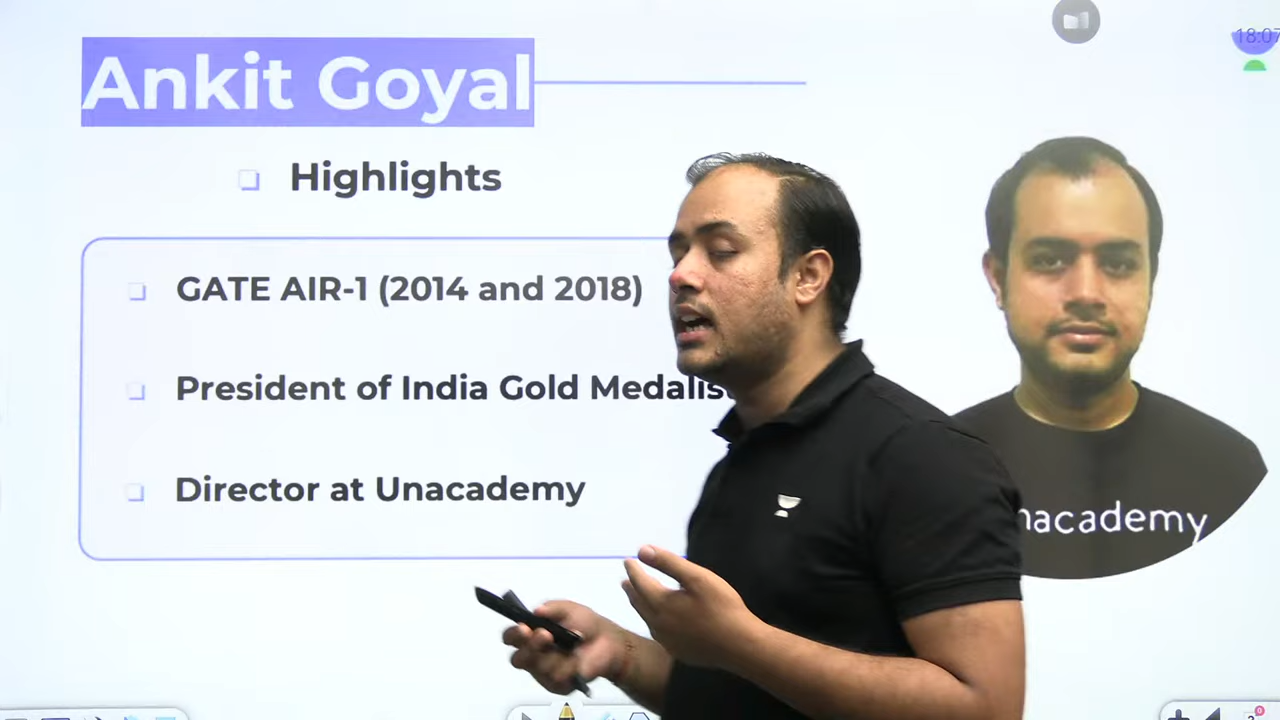 Ankit Goyal
18:07
Highlights
GATE AIR-1 (2014 and 2018)
President of India Gold
Director at Unacademy
nacademy